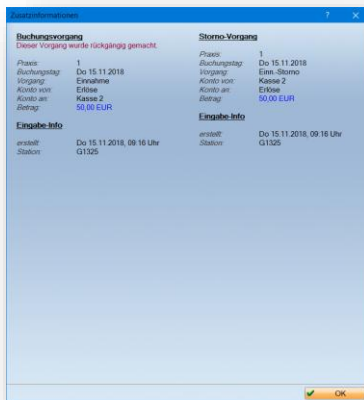 Zusatzinformationen
Buchungsvorgang
Dieser Vorgang wurde rückgängig gemacht.
Praxis: 1
Buchungstag: Do 15.11.2018
Vorgang: Einnahme
Konto von: Erlöse
Konto an: Kasse 2
Betrag: 50,00 EUR
Eingabe-Info
erstellt: Do 15.11.2018, 09:16 Uhr
Station: G1325
Storno-Vorgang
Praxis: 1
Buchungstag: Do 15.11.2018
Vorgang: Einn.-Storno
Konto von: Kasse 2
Konto an: Erlöse
Betrag: 50,00 EUR
Eingabe-Info
erstellt: Do 15.11.2018, 09:16 Uhr
Station: G1325
OK